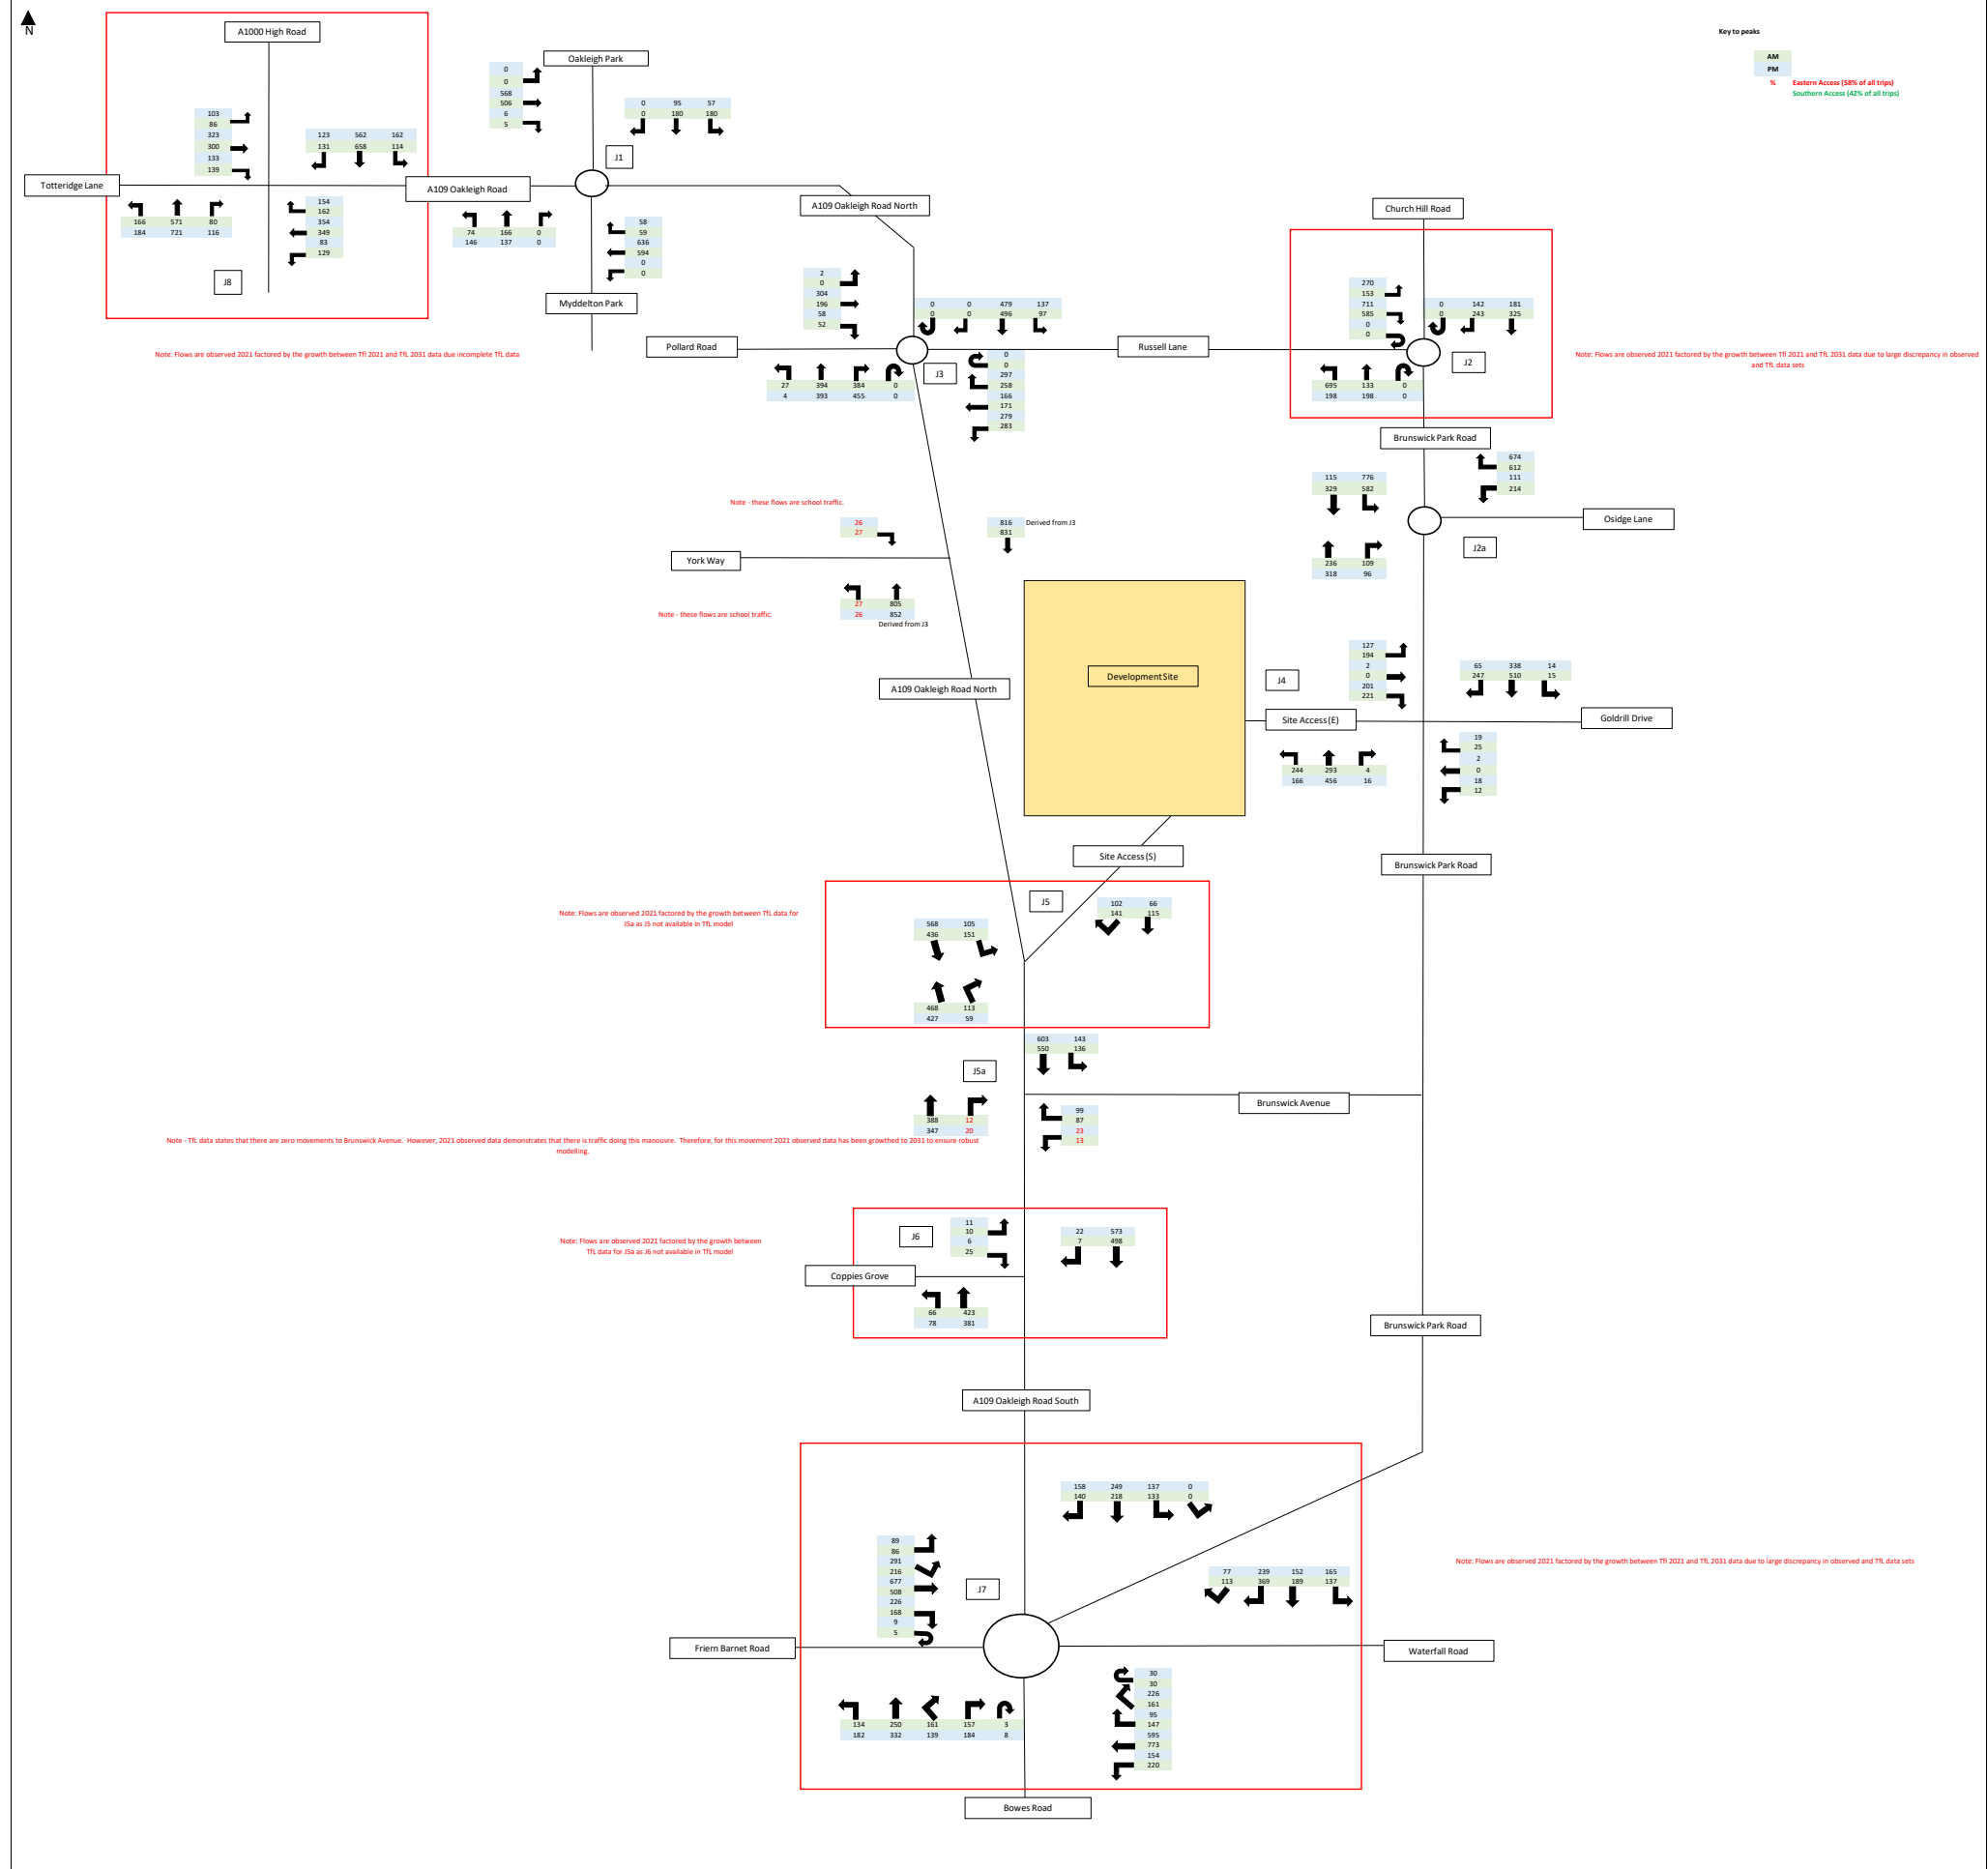 N
A1000 High Road
Key to peaks
AM
PM
% Eastern Access (58% of all trips)
Southern Access (42% of all trips)
Oakleigh Park
0
0
568
506
6
5
0 95 57
0 180 180
J1
103
86
323
300
133
139
123 562 162
131 658 114
Totteridge Lane
A109 Oakleigh Road
166 571 80
184 721 116
154
162
354
349
83
129
J8
74 166 0
146 137 0
58
59
636
594
0
0
Myddelton Park
A109 Oakleigh Road North
Church Hill Road
Note: Flows are observed 2021 factored by the growth between Tfl 2021 and TfL 2031 data due incomplete TfL data
2
0
304
196
58
52
0 0 479 137
0 0 496 97
Pollard Road
J3
Russell Lane
27 394 384 0
4 393 455 0
0
0
297
258
166
171
279
283
270
153
711
585
0
0
0 142 181
0 243 325
J2
695 133 0
198 198 0
Note: Flows are observed 2021 factored by the growth between Tfl 2021 and TfL 2031 data due to large discrepancy in observed
and TfL data sets
Brunswick Park Road
674
612
111
214
115 776
329 582
Osidge Lane
J2a
236 109
318 96
Note - these flows are school traffic.
26
27
816 Derived from J3
831
York Way
Note - these flows are school traffic.
27 805
26 852
Derived from J3
A109 Oakleigh Road North
Development Site
J4
127
194
2
0
201
221
65 338 14
247 510 15
Site Access (E)
Goldrill Drive
244 293 4
166 456 16
19
25
2
0
18
12
Site Access (S)
Brunswick Park Road
J5
Note: Flows are observed 2021 factored by the growth between TfL data for
J5a as J5 not available in TfL model
568 105
436 151
102 66
141 115
468 113
427 59
603 143
550 136
J5a
Brunswick Avenue
388 12
347 20
99
87
23
13
Note - TfL data states that there are zero movements to Brunswick Avenue. However, 2021 observed data demonstrates that there is traffic doing this manouvre. Therefore, for this movement 2021 observed data has been growthed to 2031 to ensure robust
modelling.
J6
11
10
6
25
22 573
7 498
Note: Flows are observed 2021 factored by the growth between
TfL data for J5a as J6 not available in TfL model
Coppies Grove
66 423
78 381
Brunswick Park Road
A109 Oakleigh Road South
158 249 137 0
140 218 133 0
89
86
291
216
677
508
226
168
9
5
J7
77 239 152 165
113 369 189 137
Note: Flows are observed 2021 factored by the growth between Tfl 2021 and TfL 2031 data due to large discrepancy in observed and TfL data sets
Friern Barnet Road
Waterfall Road
134 250 161 157 3
182 332 139 184 8
30
30
226
161
95
147
595
773
154
220
Bowes Road